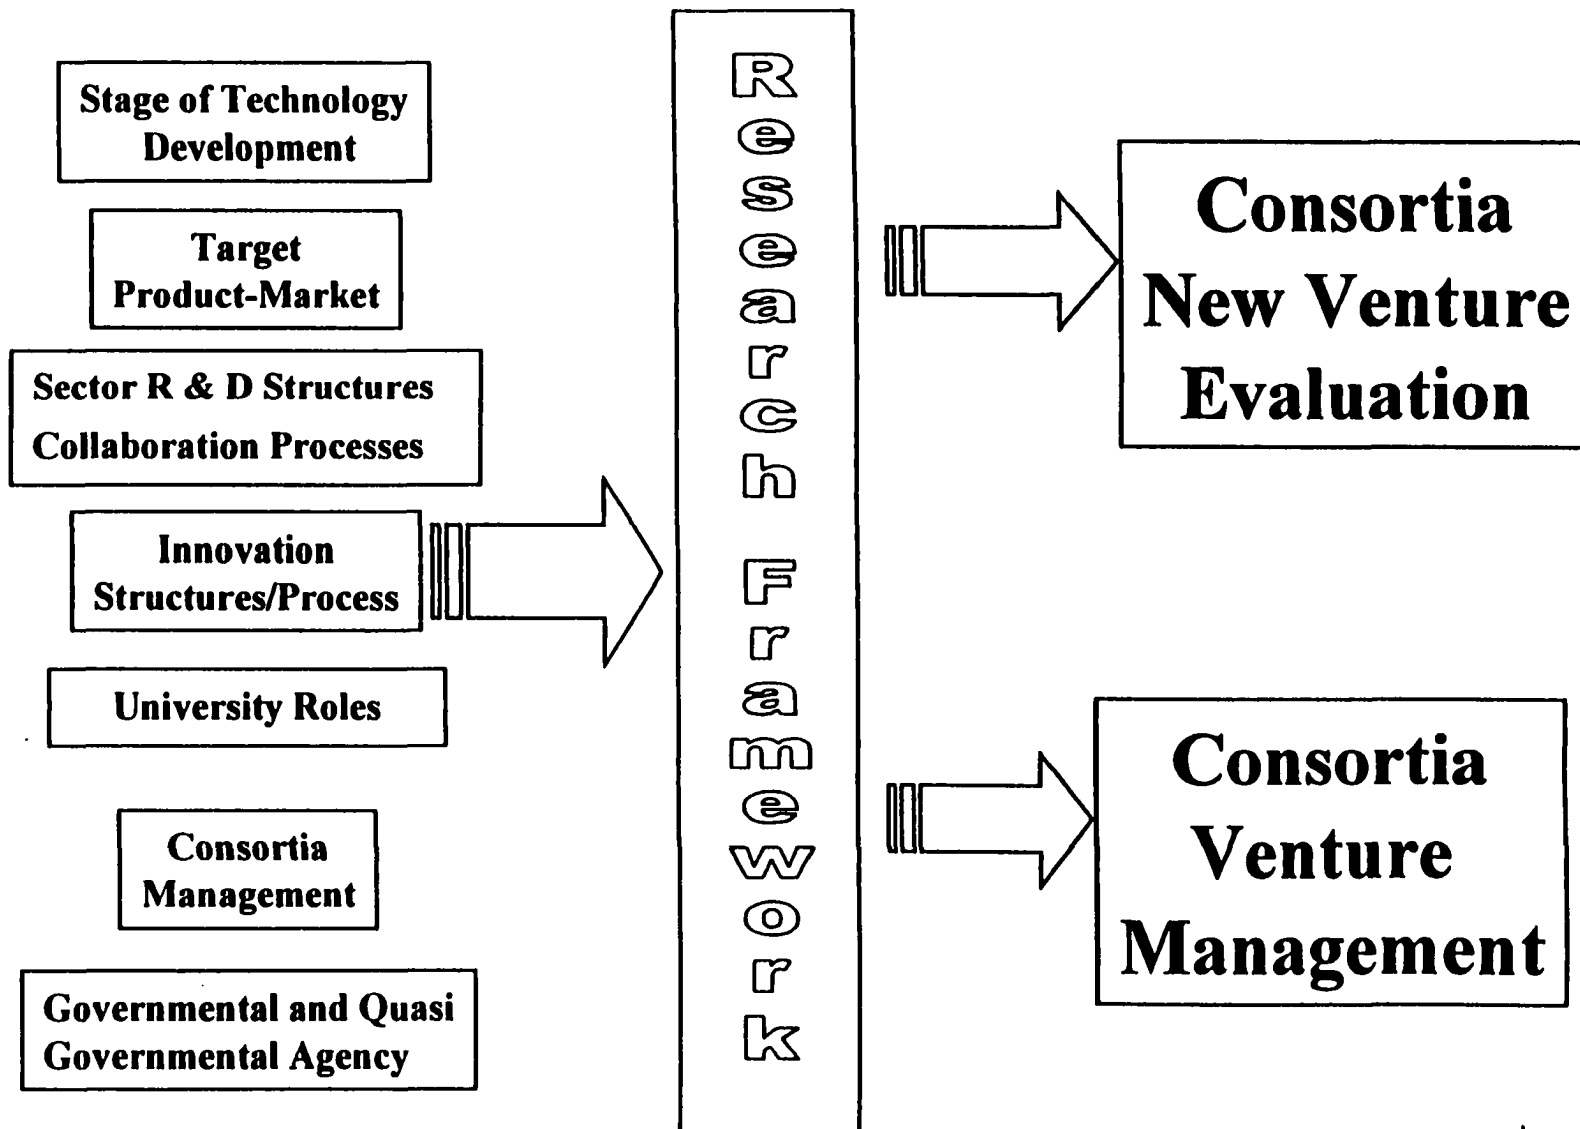 Stage of Technology
Development
Target
Product-Market
Sector R & D Structures
Collaboration Processes
Innovation
Structures/Process
University Roles
Consortia
Management
Governmental and Quasi
Governmental Agency
Research Framework
Consortia
New Venture
Evaluation
Consortia
Venture
Management